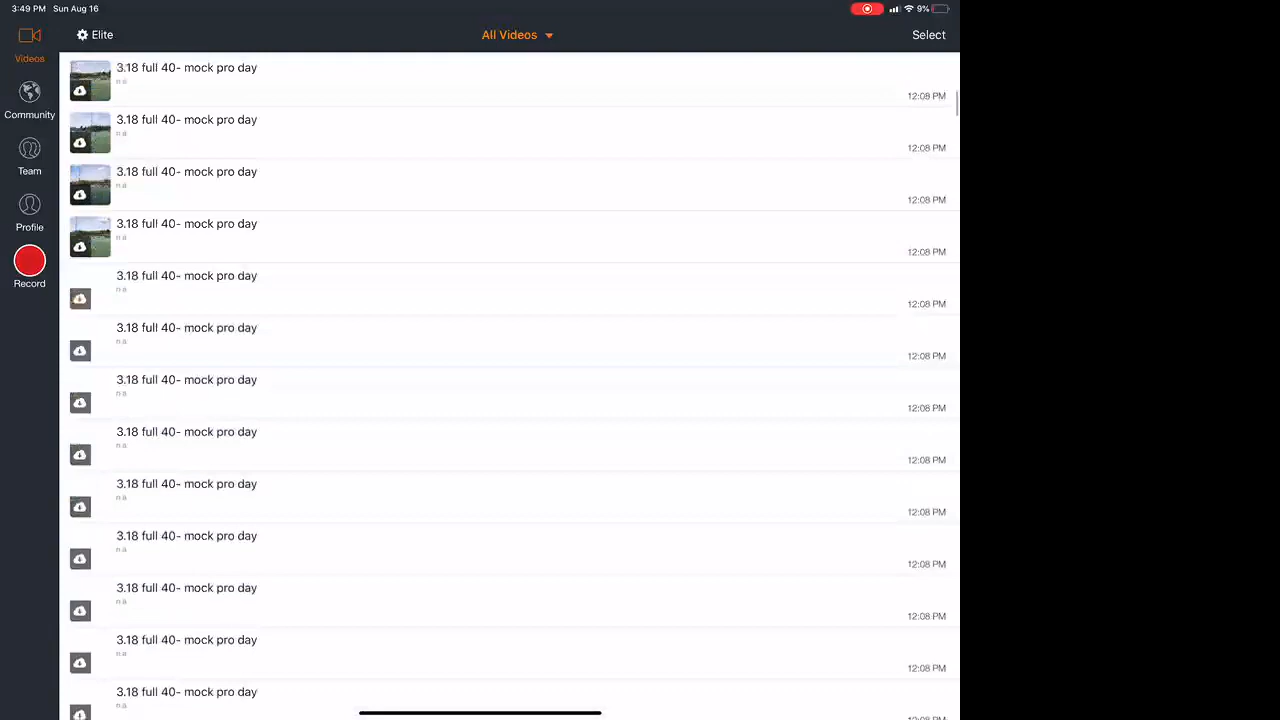 3:49 PM Sun Aug 16
9%
Elite
All Videos
Select
Videos
Community
Team
Profile
Record
3.18 full 40- mock pro day
n a
12:08 PM
3.18 full 40- mock pro day
n a
12:08 PM
3.18 full 40- mock pro day
n a
12:08 PM
3.18 full 40- mock pro day
n a
12:08 PM
3.18 full 40- mock pro day
n a
12:08 PM
3.18 full 40- mock pro day
n a
12:08 PM
3.18 full 40- mock pro day
n a
12:08 PM
3.18 full 40- mock pro day
n a
12:08 PM
3.18 full 40- mock pro day
n a
12:08 PM
3.18 full 40- mock pro day
n a
12:08 PM
3.18 full 40- mock pro day
n a
12:08 PM
3.18 full 40- mock pro day
n a
12:08 PM
3.18 full 40- mock pro day
n a
12:08 PM